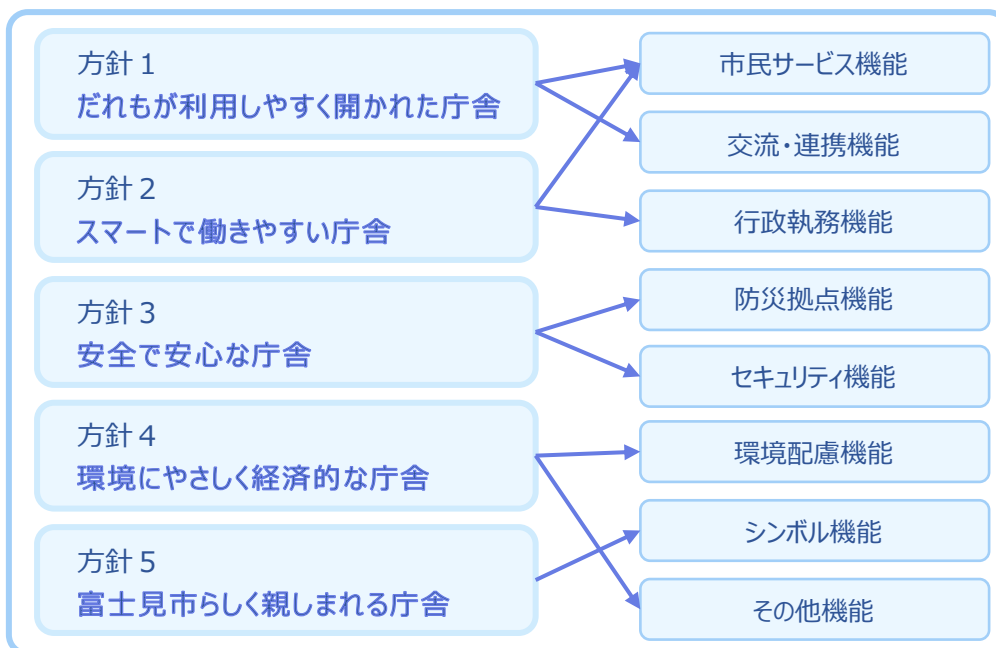 方針１
だれもが利用しやすく開かれた庁舎
方針２
スマートで働きやすい庁舎
方針３
安全で安心な庁舎
方針４
環境にやさしく経済的な庁舎
方針５
富士見市らしく親しまれる庁舎
市民サービス機能
交流・連携機能
行政執務機能
防災拠点機能
セキュリティ機能
環境配慮機能
シンボル機能
その他機能